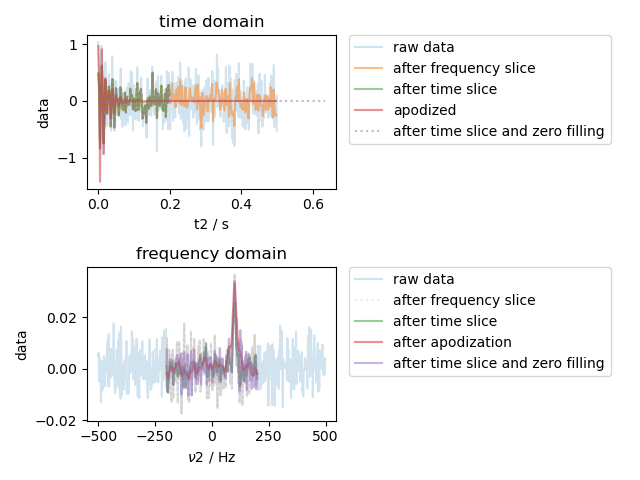 time domain
1
0
−1
data
0.0 0.2 0.4 0.6
t2 / s
raw data
after frequency slice
after time slice
apodized
after time slice and zero filling
frequency domain
0.02
0.00
−0.02
data
−500 −250 0 250 500
ν2 / Hz
raw data
after frequency slice
after time slice
after apodization
after time slice and zero filling